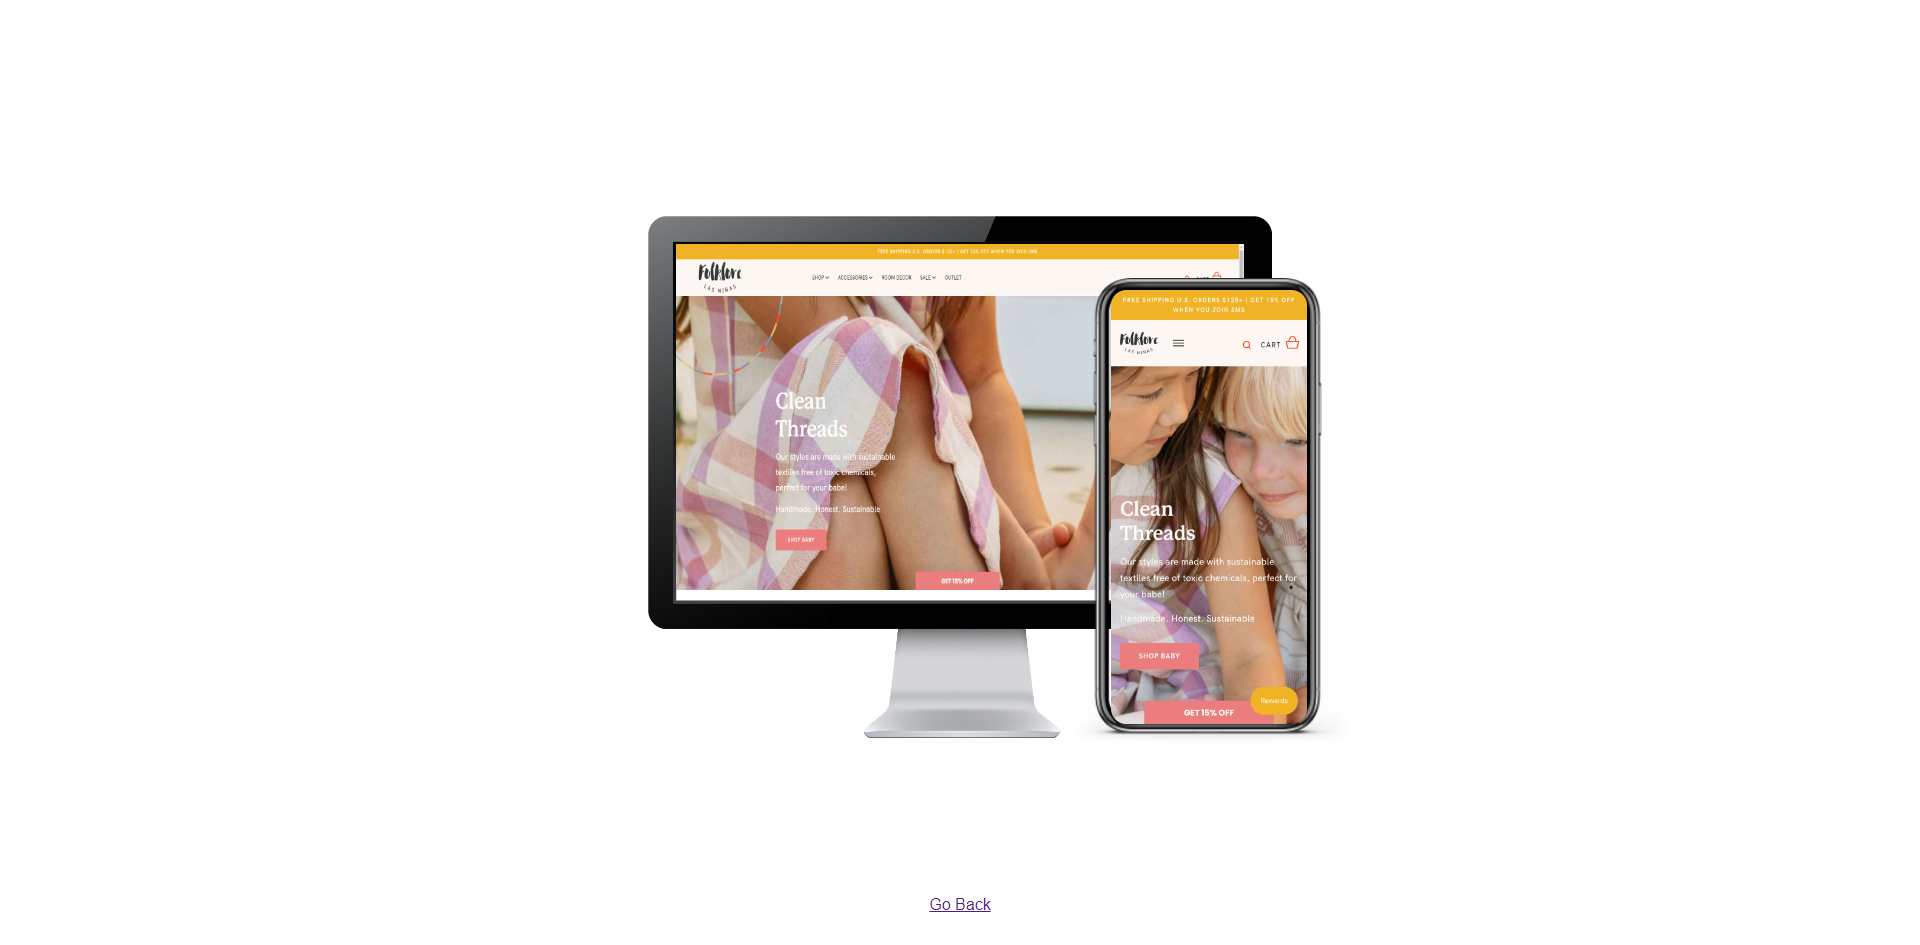 FREE SHIPPING U.S. ORDERS $125+ | GET 15% OFF WHEN YOU JOIN SMS
Folklore
LAS NIÑAS
SHOP ACCESSORIES ROOM DECOR SALE OUTLET
Clean
Threads
Our styles are made with sustainable
textiles free of toxic chemicals,
perfect for your babe!
Handmade. Honest. Sustainable
SHOP BABY
GET 15% OFF
FREE SHIPPING U.S. ORDERS $125+ | GET 15% OFF
WHEN YOU JOIN SMS
Folklore
LAS NIÑAS
CART
Clean
Threads
Our styles are made with sustainable
textiles free of toxic chemicals, perfect for
your babe!
Handmade. Honest. Sustainable
SHOP BABY
Rewards
GET 15% OFF
Go Back